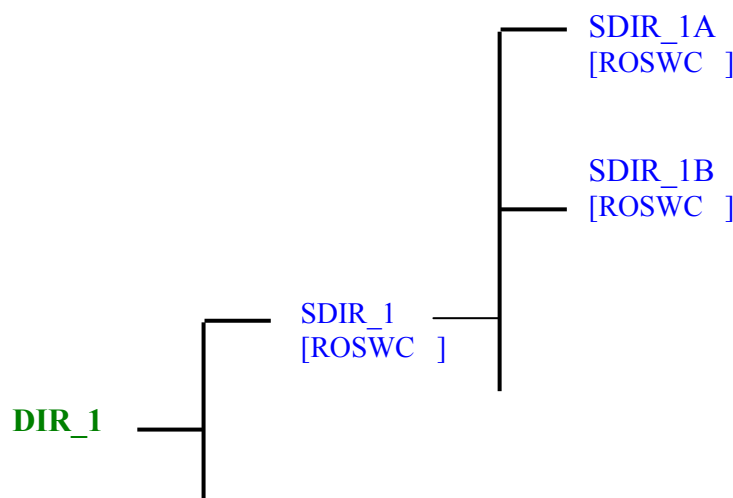 SDIR_1A
[ROSWC  ]
SDIR_1B
[ROSWC  ]
SDIR_1
[ROSWC  ]
DIR_1